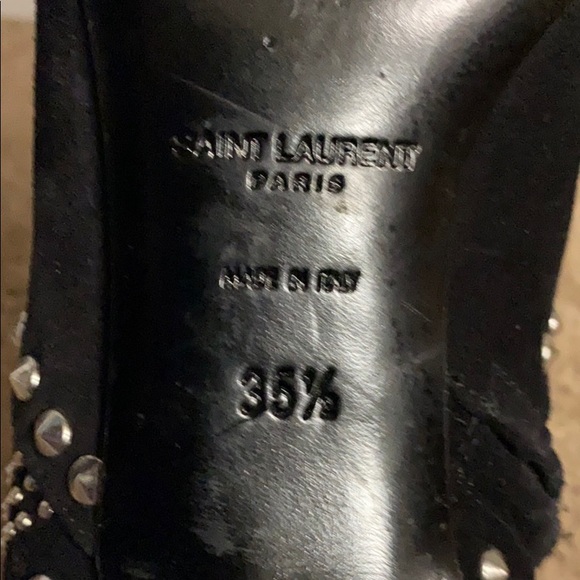 SAINT LAURENT
PARIS
MADE IN ITALY
35½